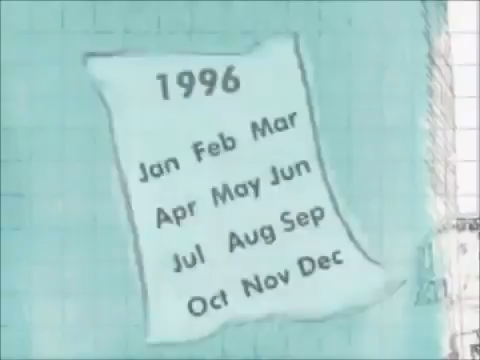 1996
Jan Feb Mar
Apr May Jun
Jul Aug Sep
Oct Nov Dec